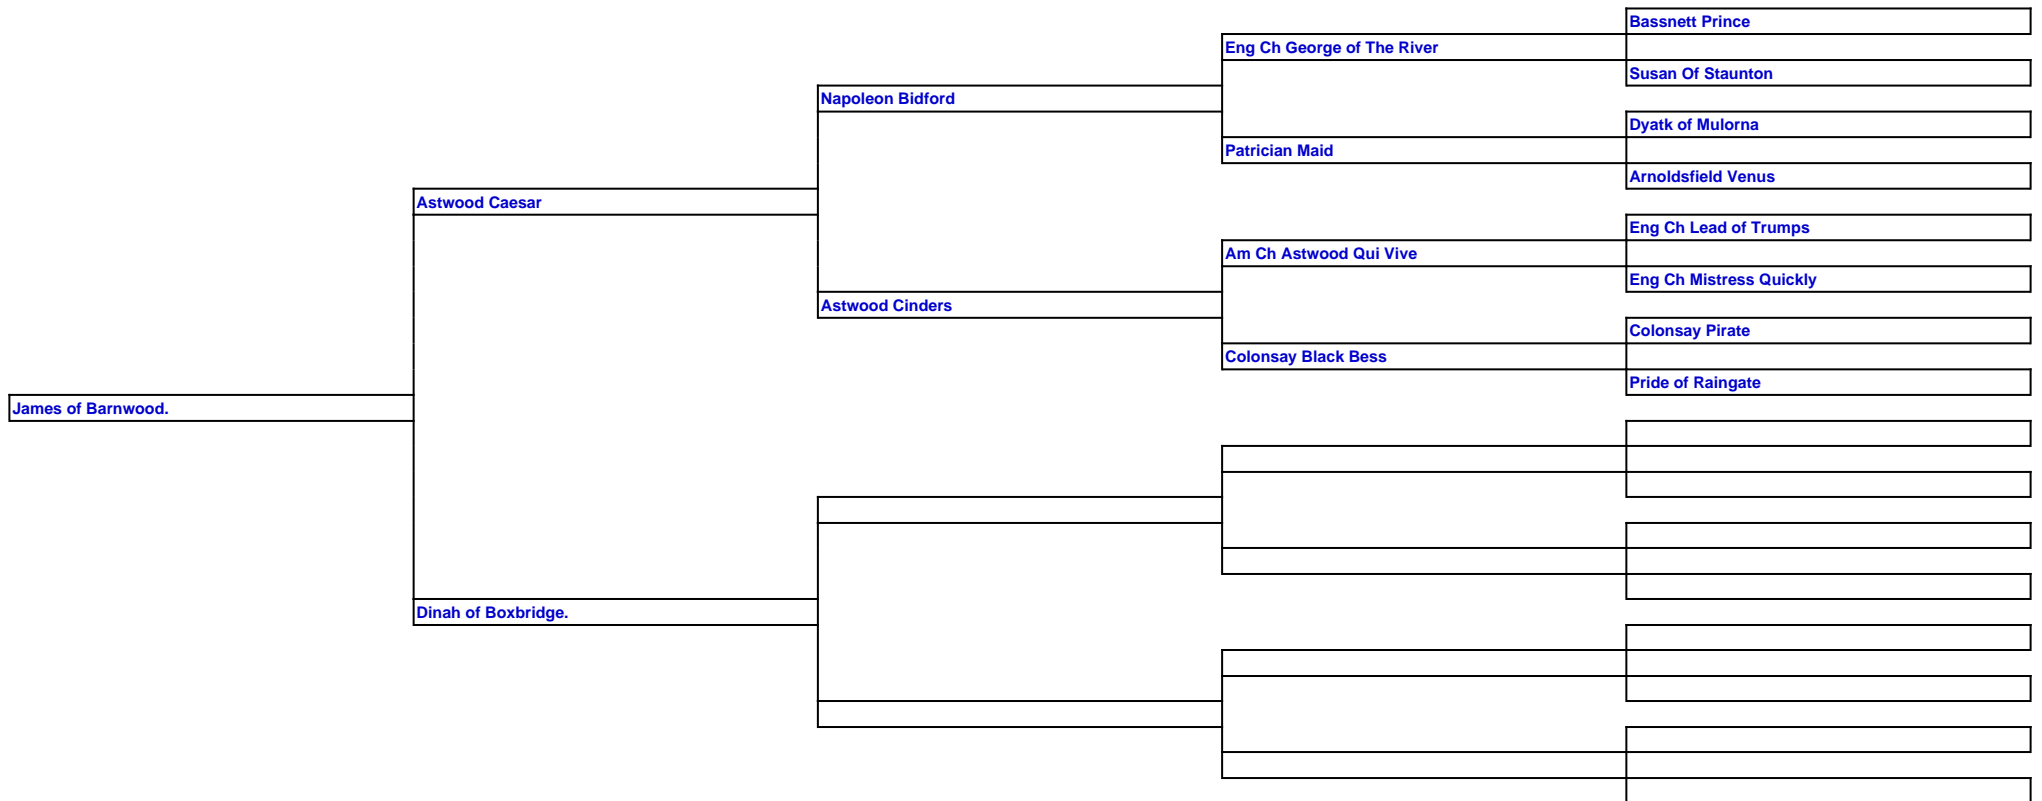 Bassnett Prince
Eng Ch George of The River
Susan Of Staunton
Napoleon Bidford
Dyatk of Mulorna
Patrician Maid
Arnoldsfield Venus
Astwood Caesar
Eng Ch Lead of Trumps
Am Ch Astwood Qui Vive
Eng Ch Mistress Quickly
Astwood Cinders
Colonsay Pirate
Colonsay Black Bess
Pride of Raingate
James of Barnwood.
Dinah of Boxbridge.